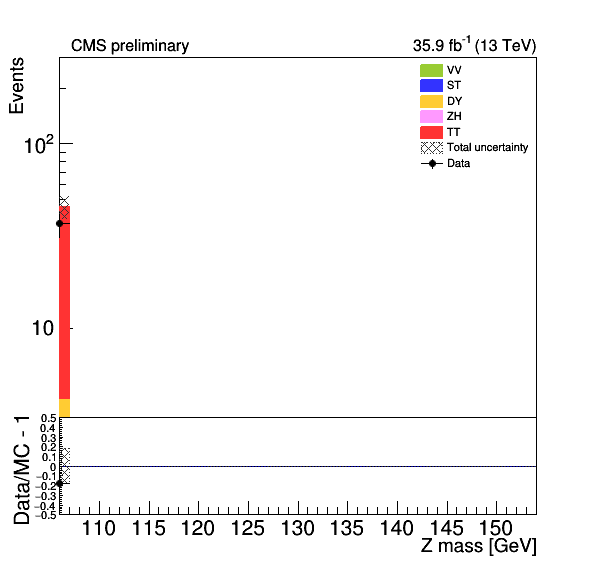 CMS preliminary
35.9 fb⁻¹ (13 TeV)
Events
10²
10
VV
ST
DY
ZH
TT
Total uncertainty
Data
Data/MC - 1
0.5
0.4
0.3
0.2
0.1
0
−0.1
−0.2
−0.3
−0.4
−0.5
110 115 120 125 130 135 140 145 150
Z mass [GeV]